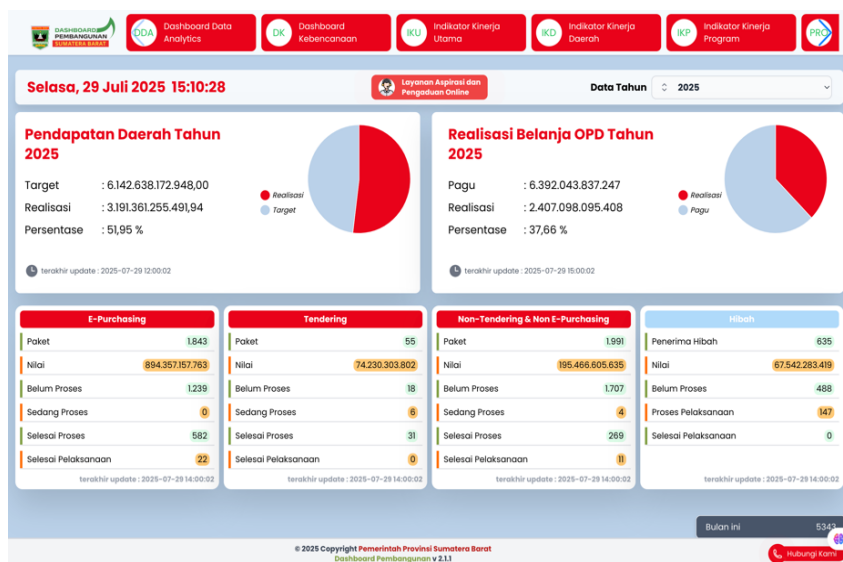 DASHBOARD
PEMBANGUNAN
SUMATERA BARAT
DDA
Dashboard Data
Analytics
DK
Dashboard
Kebencanaan
IKU
Indikator Kinerja
Utama
IKD
Indikator Kinerja
Daerah
IKP
Indikator Kinerja
Program
PRO
Selasa, 29 Juli 2025 15:10:28
Layanan Aspirasi dan
Pengaduan Online
Data Tahun
2025
Pendapatan Daerah Tahun
2025
Target : 6.142.638.172.948,00
Realisasi : 3.191.361.255.491,94
Persentase : 51,95 %
Realisasi
Target
terakhir update : 2025-07-29 12:00:02
Realisasi Belanja OPD Tahun
2025
Pagu : 6.392.043.837.247
Realisasi : 2.407.098.095.408
Persentase : 37,66 %
Realisasi
Pagu
terakhir update : 2025-07-29 15:00:02
E-Purchasing
Paket 1.843
Nilai 894.357.157.763
Belum Proses 1.239
Sedang Proses 0
Selesai Proses 582
Selesai Pelaksanaan 22
terakhir update : 2025-07-29 14:00:02
Tendering
Paket 55
Nilai 74.230.303.802
Belum Proses 18
Sedang Proses 6
Selesai Proses 31
Selesai Pelaksanaan 0
terakhir update : 2025-07-29 14:00:02
Non-Tendering & Non E-Purchasing
Paket 1.991
Nilai 195.466.605.635
Belum Proses 1.707
Sedang Proses 4
Selesai Proses 269
Selesai Pelaksanaan 11
terakhir update : 2025-07-29 14:00:02
Hibah
Penerima Hibah 635
Nilai 67.542.283.419
Belum Proses 488
Proses Pelaksanaan 147
Selesai Pelaksanaan 0
terakhir update : 2025-07-29 14:00:02
Bulan ini 5343
© 2025 Copyright Pemerintah Provinsi Sumatera Barat
Dashboard Pembangunan v 2.1.1
Hubungi Kami